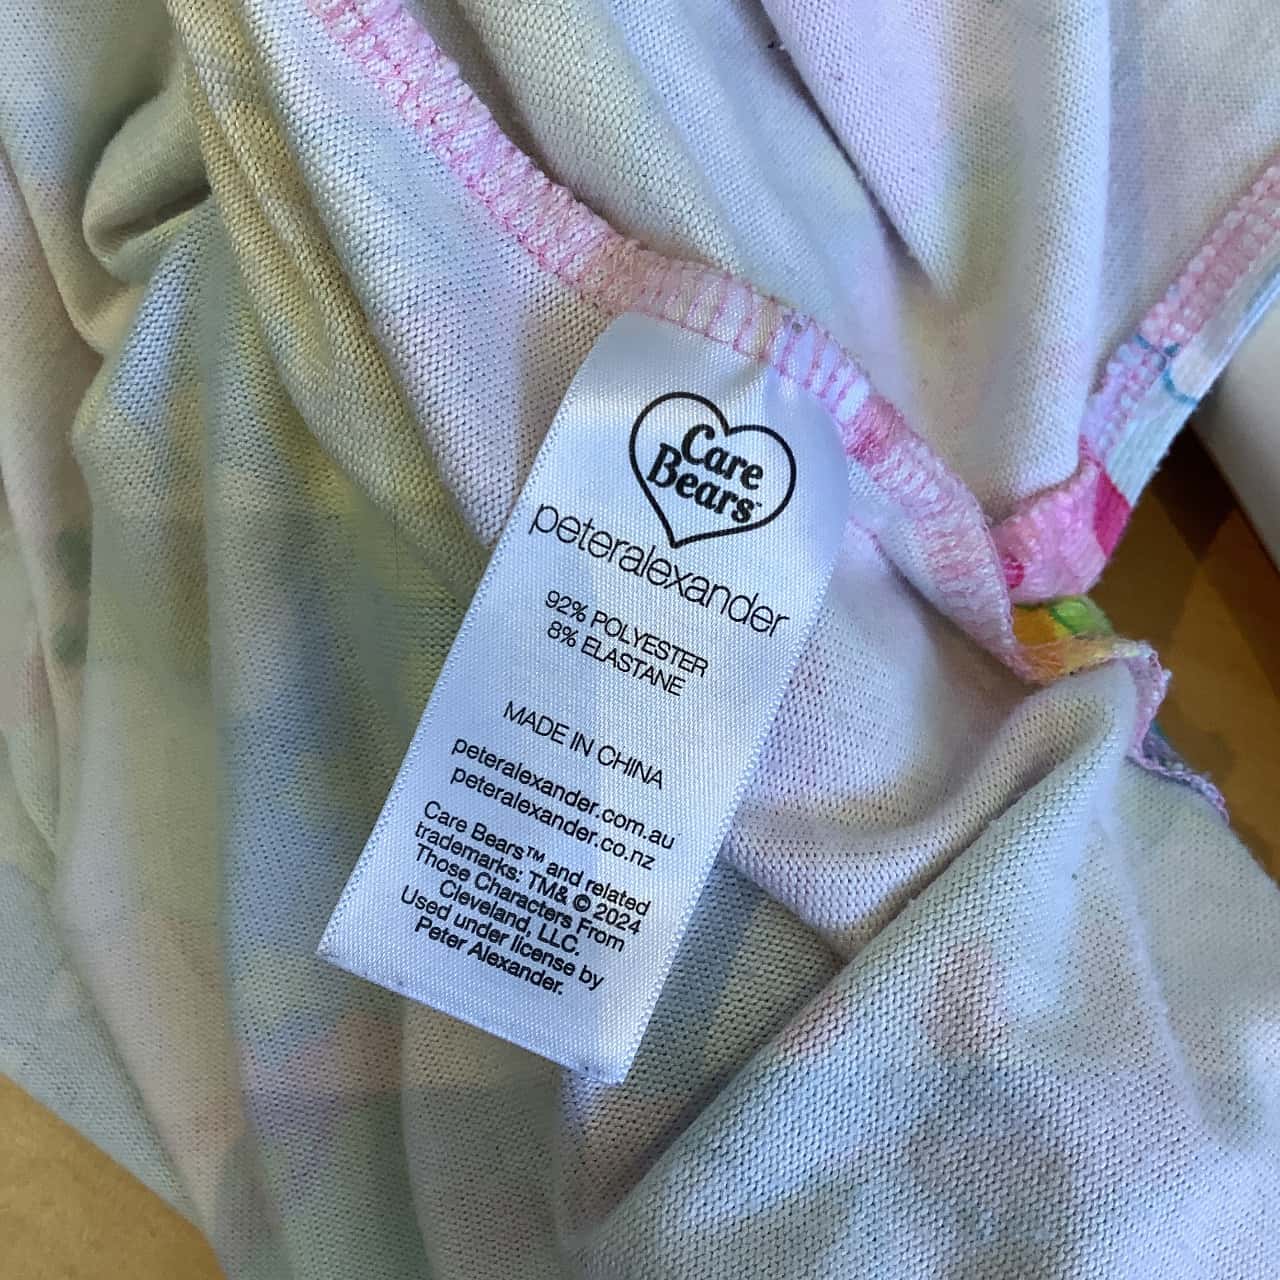 Care
Bears™
peteralexander
92% POLYESTER
8% ELASTANE
MADE IN CHINA
peteralexander.com.au
peteralexander.co.nz
Care Bears™ and related
trademarks: TM& © 2024
Those Characters From
Cleveland, LLC.
Used under license by
Peter Alexander.